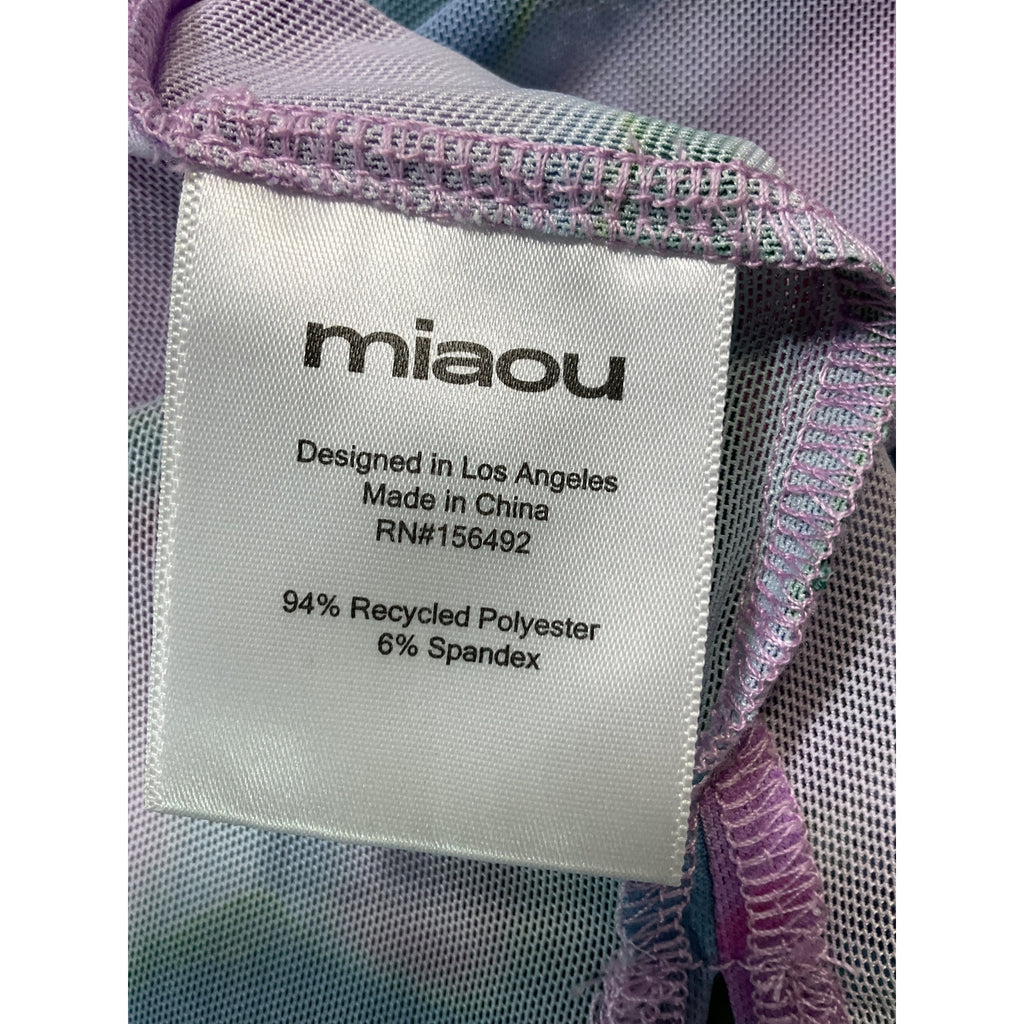 miaou
Designed in Los Angeles
Made in China
RN#156492
94% Recycled Polyester
6% Spandex